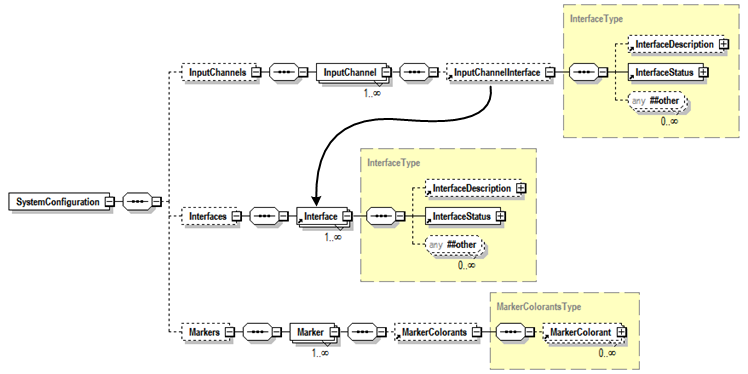 InterfaceType
InterfaceDescription
InputChannels
InputChannel
InputChannelInterface
InterfaceStatus
1..∞
any ##other
0..∞
InterfaceType
InterfaceDescription
SystemConfiguration
Interfaces
Interface
InterfaceStatus
1..∞
any ##other
0..∞
MarkerColorantsType
Markers
Marker
MarkerColorants
MarkerColorant
1..∞
0..∞